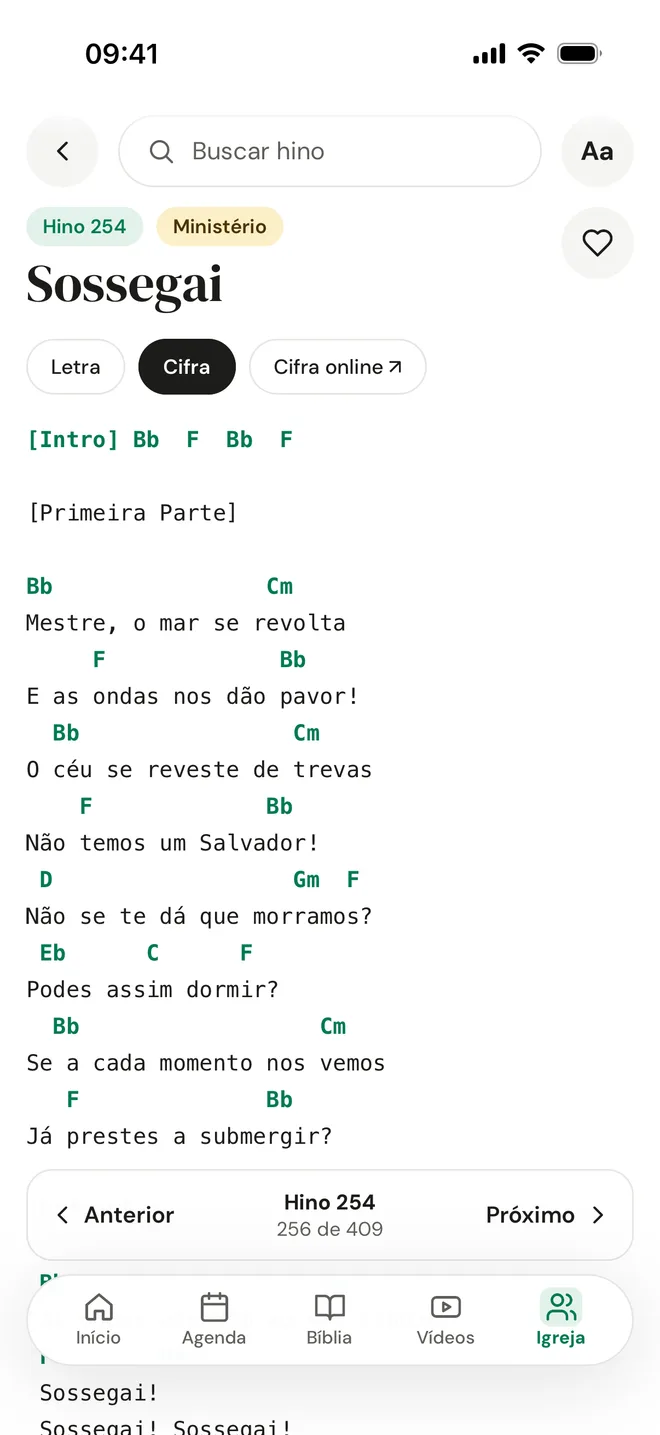 09:41
Buscar hino
Aa
Hino 254 Ministério
Sossegai
Letra Cifra Cifra online
[Intro] Bb F Bb F
[Primeira Parte]
Bb Cm
Mestre, o mar se revolta
F Bb
E as ondas nos dão pavor!
Bb Cm
O céu se reveste de trevas
F Bb
Não temos um Salvador!
D Gm F
Não se te dá que morramos?
Eb C F
Podes assim dormir?
Bb Cm
Se a cada momento nos vemos
F Bb
Já prestes a submergir?
Anterior Hino 254 Próximo
256 de 409
Início Agenda Bíblia Vídeos Igreja
Sossegai!
Sossegai! Sossegai!